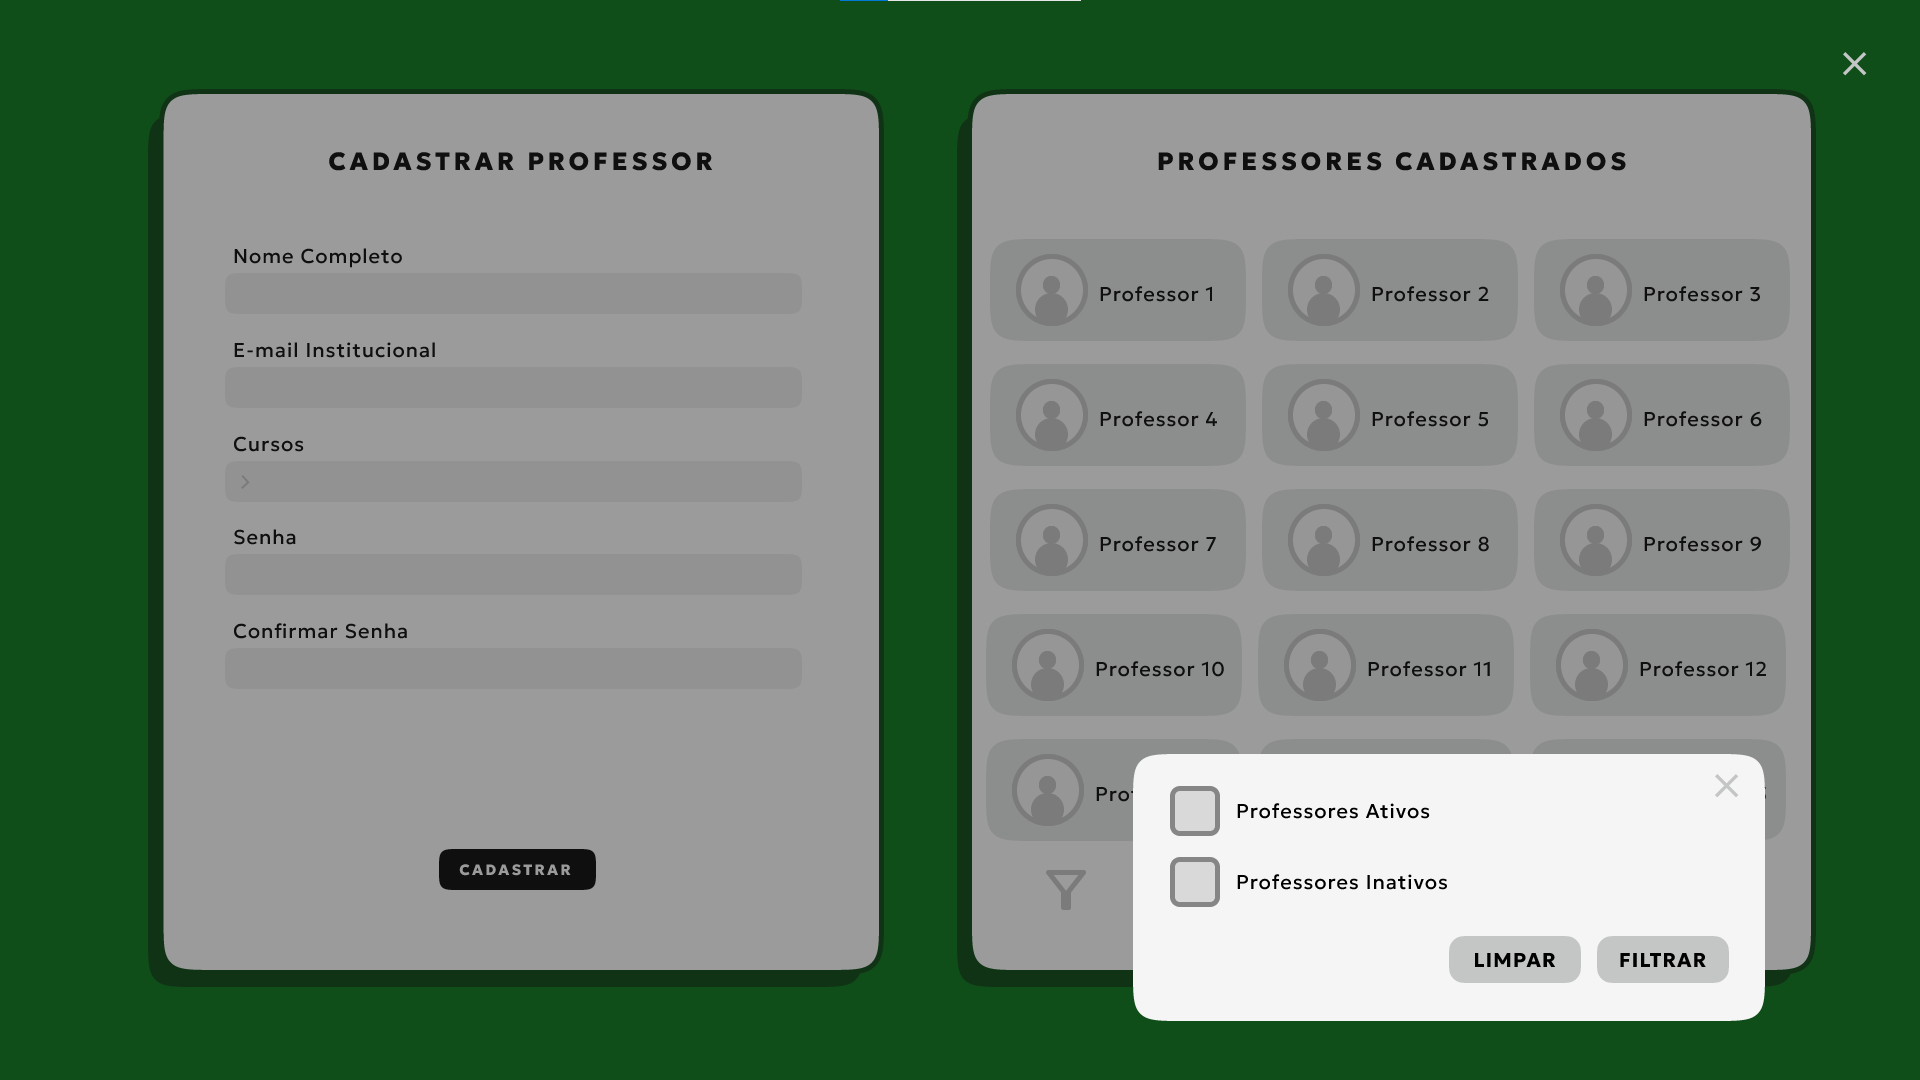 CADASTRAR PROFESSOR
Nome Completo
E-mail Institucional
Cursos
Senha
Confirmar Senha
CADASTRAR
PROFESSORES CADASTRADOS
Professor 1
Professor 2
Professor 3
Professor 4
Professor 5
Professor 6
Professor 7
Professor 8
Professor 9
Professor 10
Professor 11
Professor 12
Professores Ativos
Professores Inativos
LIMPAR
FILTRAR